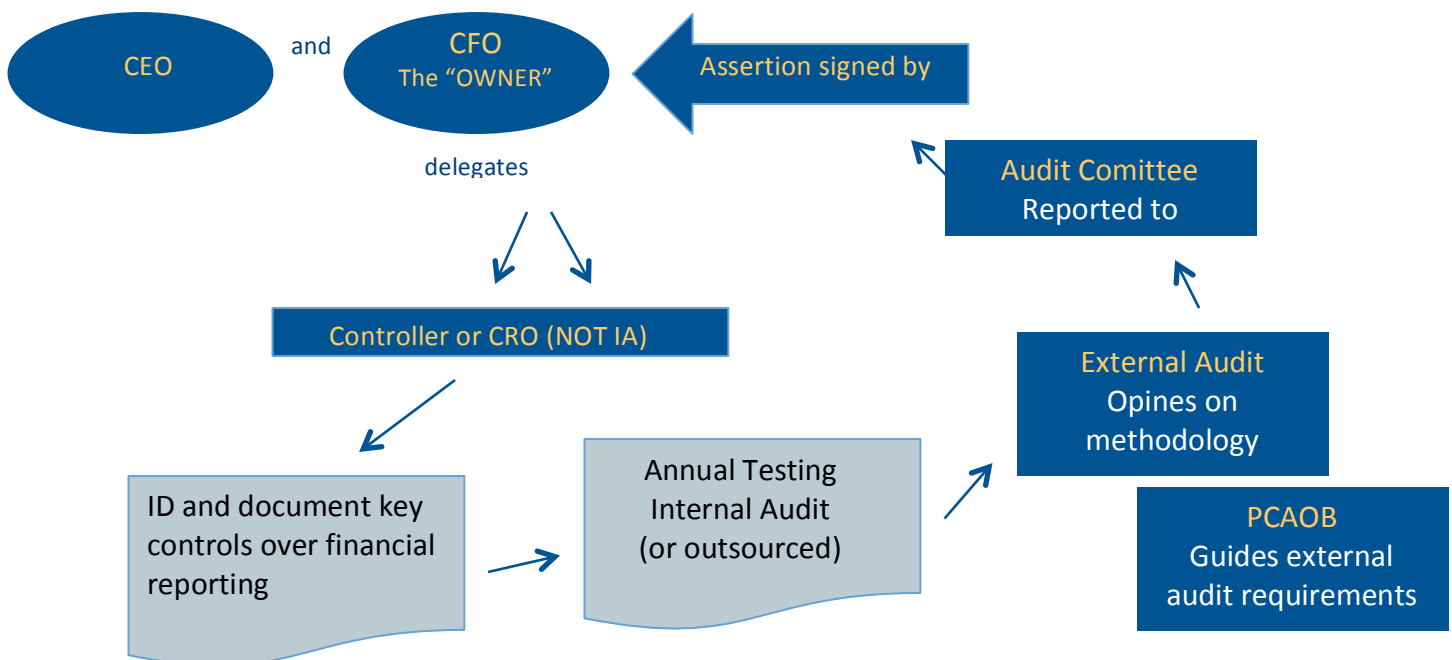 CEO
and
CFO
The “OWNER”
Assertion signed by
delegates
Audit Comittee
Reported to
Controller or CRO (NOT IA)
External Audit
Opines on
methodology
ID and document key
controls over financial
reporting
Annual Testing
Internal Audit
(or outsourced)
PCAOB
Guides external
audit requirements